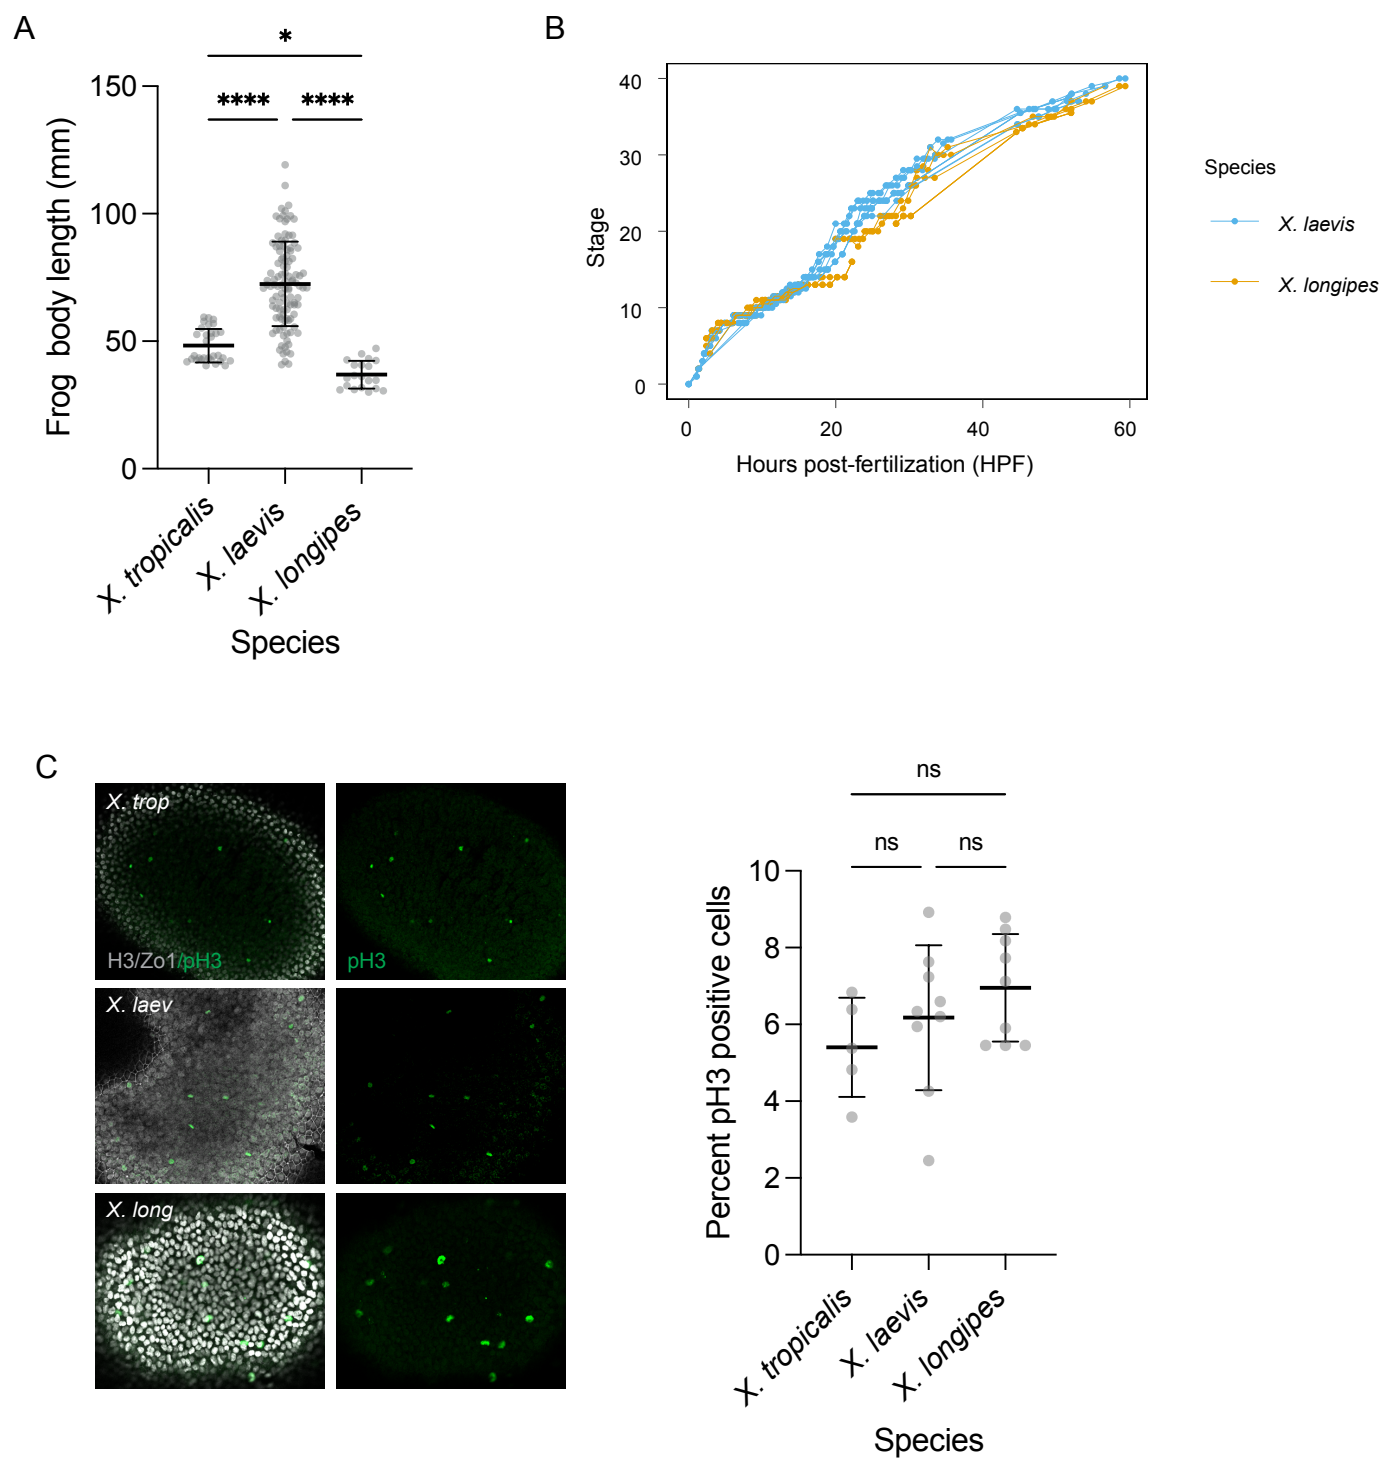 A
*
**** ****
150
100
50
0
Frog body length (mm)
X. tropicalis
X. laevis
X. longipes
Species
B
40
30
20
10
0
Stage
0 20 40 60
Hours post-fertilization (HPF)
Species
X. laevis
X. longipes
C
X. trop
H3/Zo1/pH3
pH3
X. laev
X. long
ns
ns ns
10
8
6
4
2
0
Percent pH3 positive cells
X. tropicalis
X. laevis
X. longipes
Species